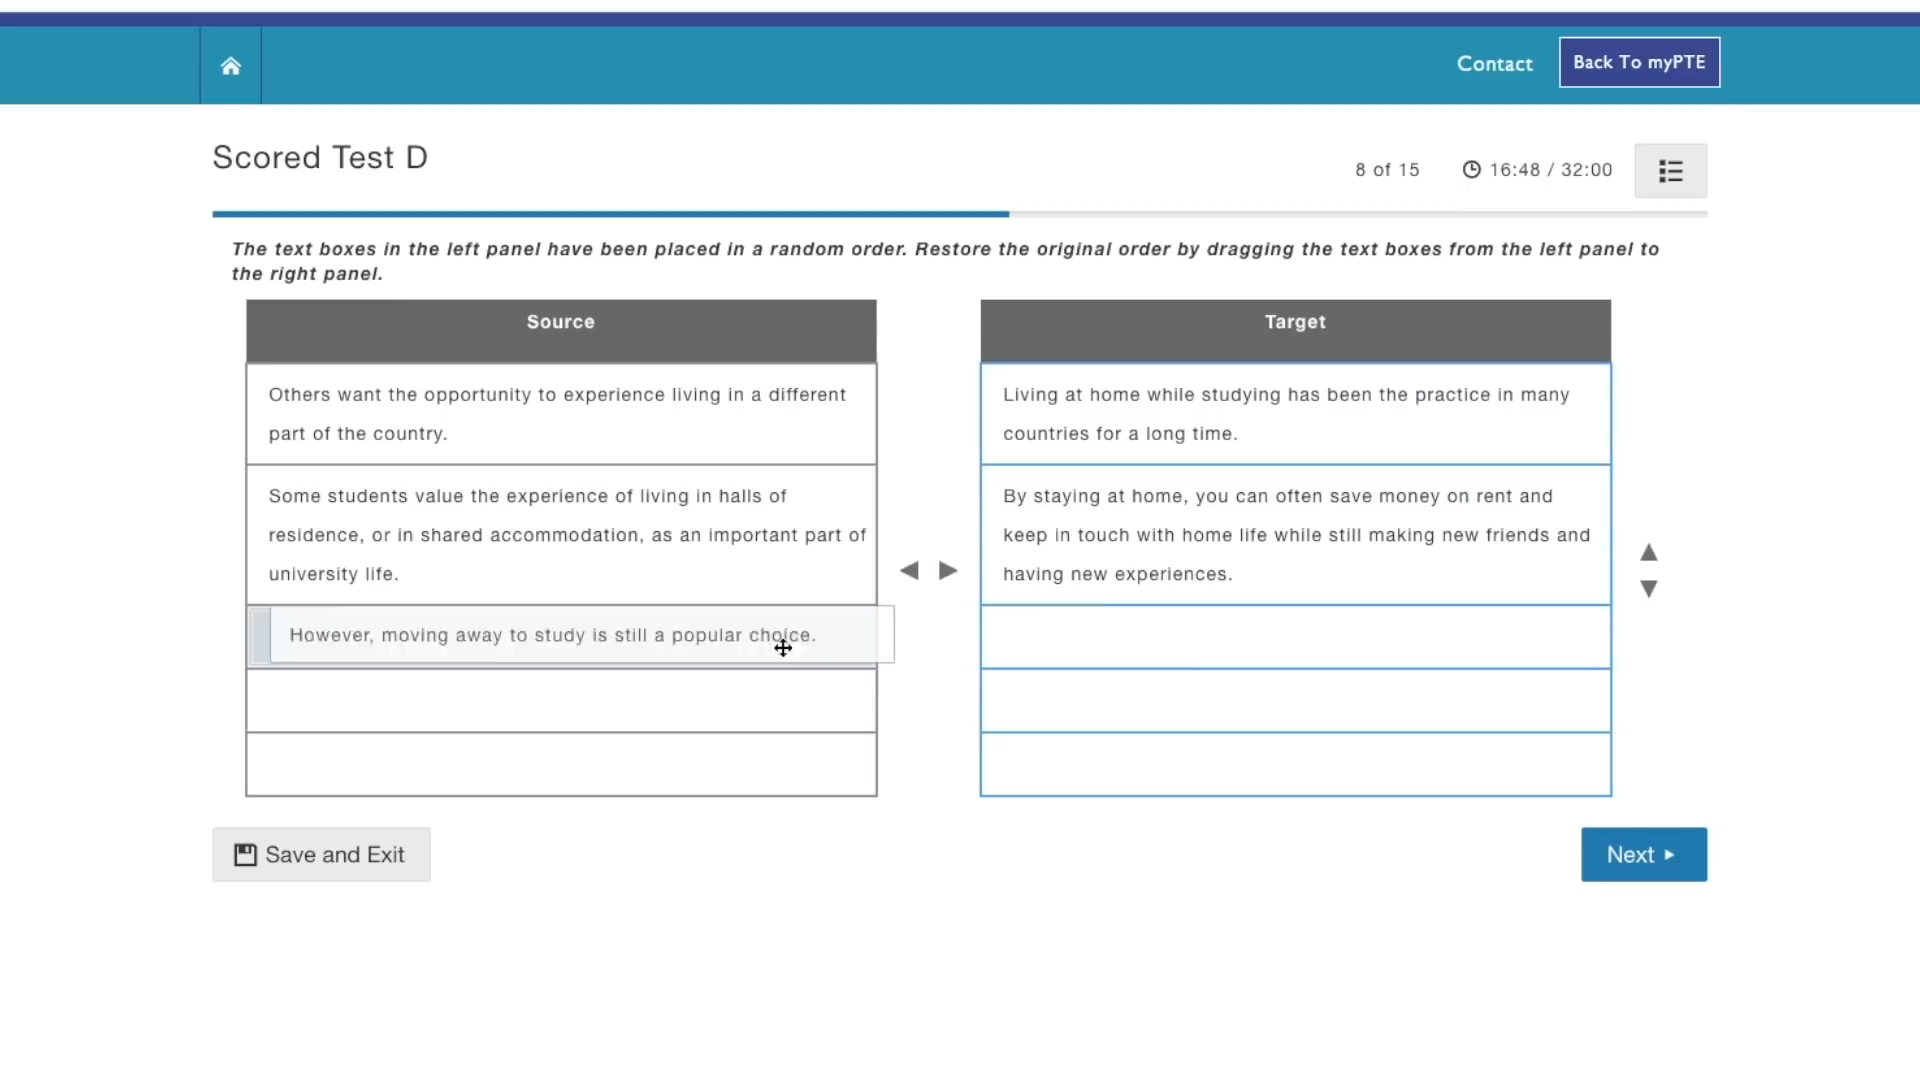 Contact
Back To myPTE
Scored Test D
8 of 15
16:48 / 32:00
The text boxes in the left panel have been placed in a random order. Restore the original order by dragging the text boxes from the left panel to
the right panel.
Source
Others want the opportunity to experience living in a different
part of the country.
Some students value the experience of living in halls of
residence, or in shared accommodation, as an important part of
university life.
However, moving away to study is still a popular choice.
Target
Living at home while studying has been the practice in many
countries for a long time.
By staying at home, you can often save money on rent and
keep in touch with home life while still making new friends and
having new experiences.
Save and Exit
Next